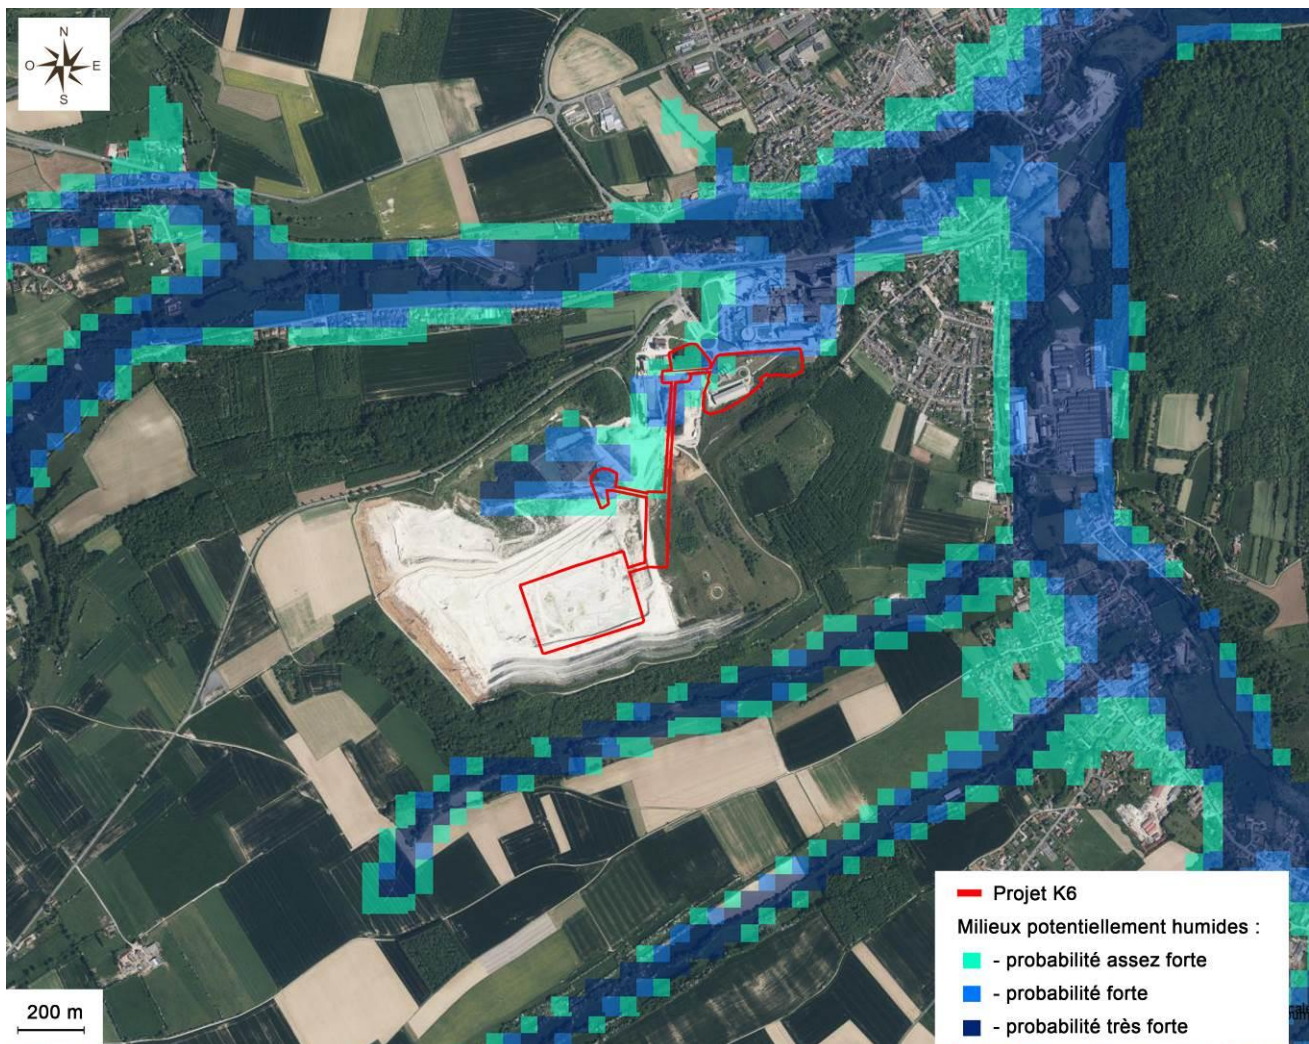 N
O E
S
Projet K6
Milieux potentiellement humides :
- probabilité assez forte
- probabilité forte
- probabilité très forte
200 m